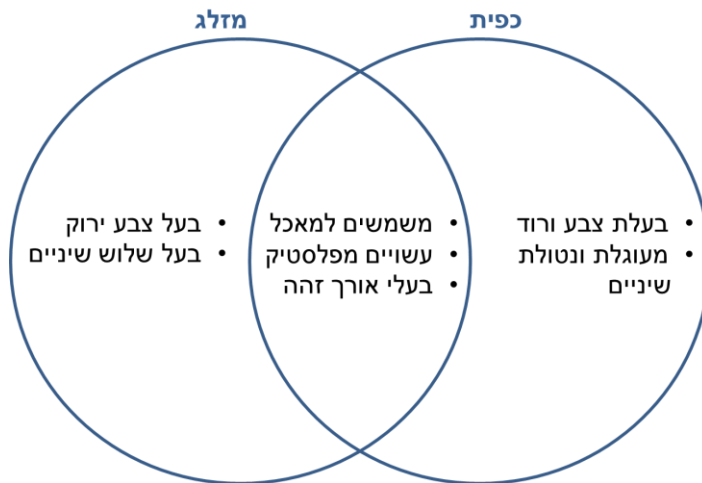 כפית
מזלג
• בעלת צבע ורוד
• מעוגלת ונטולת
שיניים
• משמשים למאכל
• עשויים מפלסטיק
• בעלי אורך זהה
• בעל צבע ירוק
• בעל שלוש שיניים